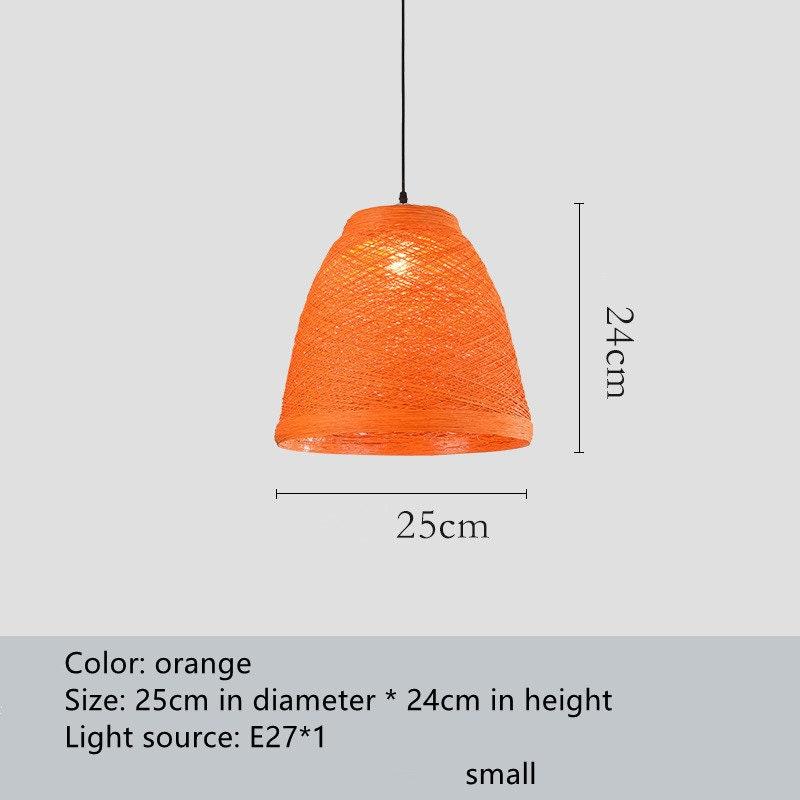 24cm
25cm
Color: orange
Size: 25cm in diameter * 24cm in height
Light source: E27*1
small